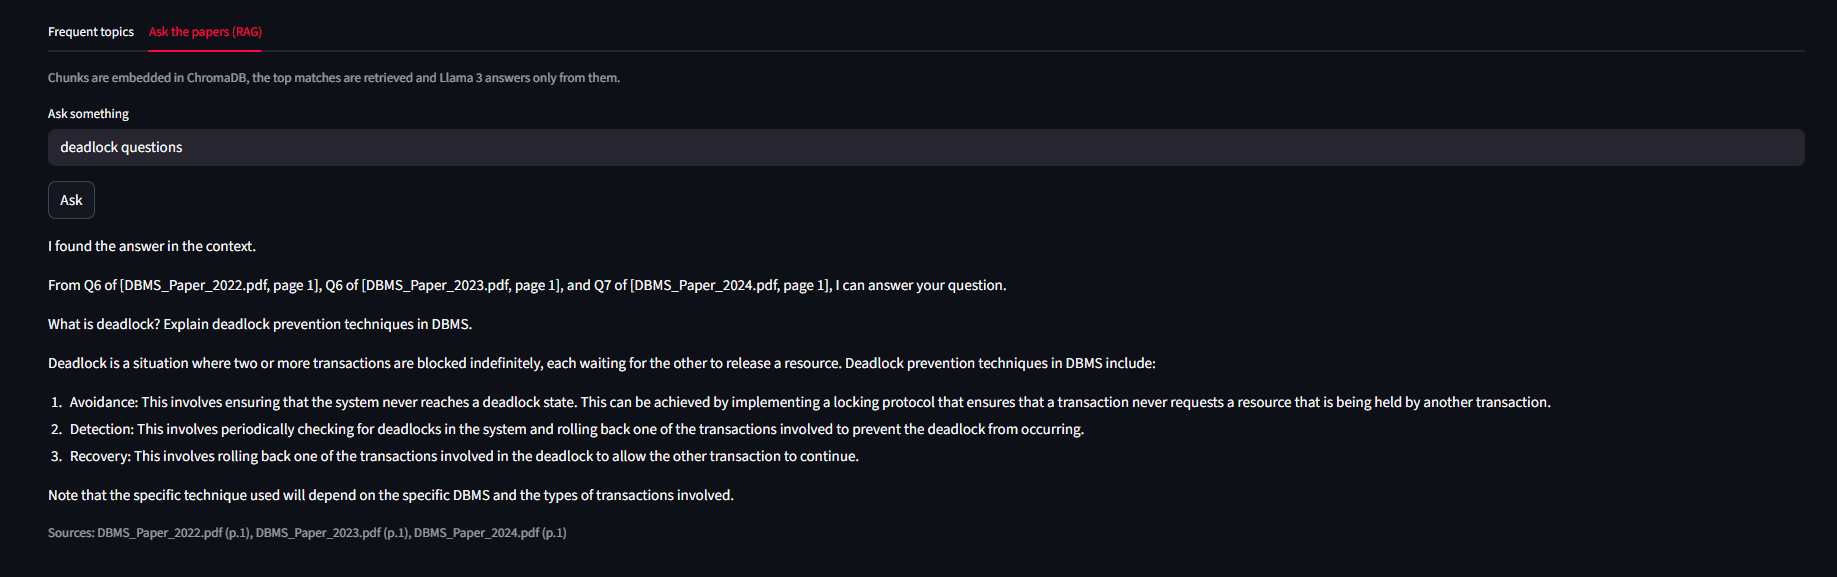 Frequent topics Ask the papers (RAG)
Chunks are embedded in ChromaDB, the top matches are retrieved and Llama 3 answers only from them.
Ask something
deadlock questions
Ask
I found the answer in the context.
From Q6 of [DBMS_Paper_2022.pdf, page 1], Q6 of [DBMS_Paper_2023.pdf, page 1], and Q7 of [DBMS_Paper_2024.pdf, page 1], I can answer your question.
What is deadlock? Explain deadlock prevention techniques in DBMS.
Deadlock is a situation where two or more transactions are blocked indefinitely, each waiting for the other to release a resource. Deadlock prevention techniques in DBMS include:
1. Avoidance: This involves ensuring that the system never reaches a deadlock state. This can be achieved by implementing a locking protocol that ensures that a transaction never requests a resource that is being held by another transaction.
2. Detection: This involves periodically checking for deadlocks in the system and rolling back one of the transactions involved to prevent the deadlock from occurring.
3. Recovery: This involves rolling back one of the transactions involved in the deadlock to allow the other transaction to continue.
Note that the specific technique used will depend on the specific DBMS and the types of transactions involved.
Sources: DBMS_Paper_2022.pdf (p.1), DBMS_Paper_2023.pdf (p.1), DBMS_Paper_2024.pdf (p.1)